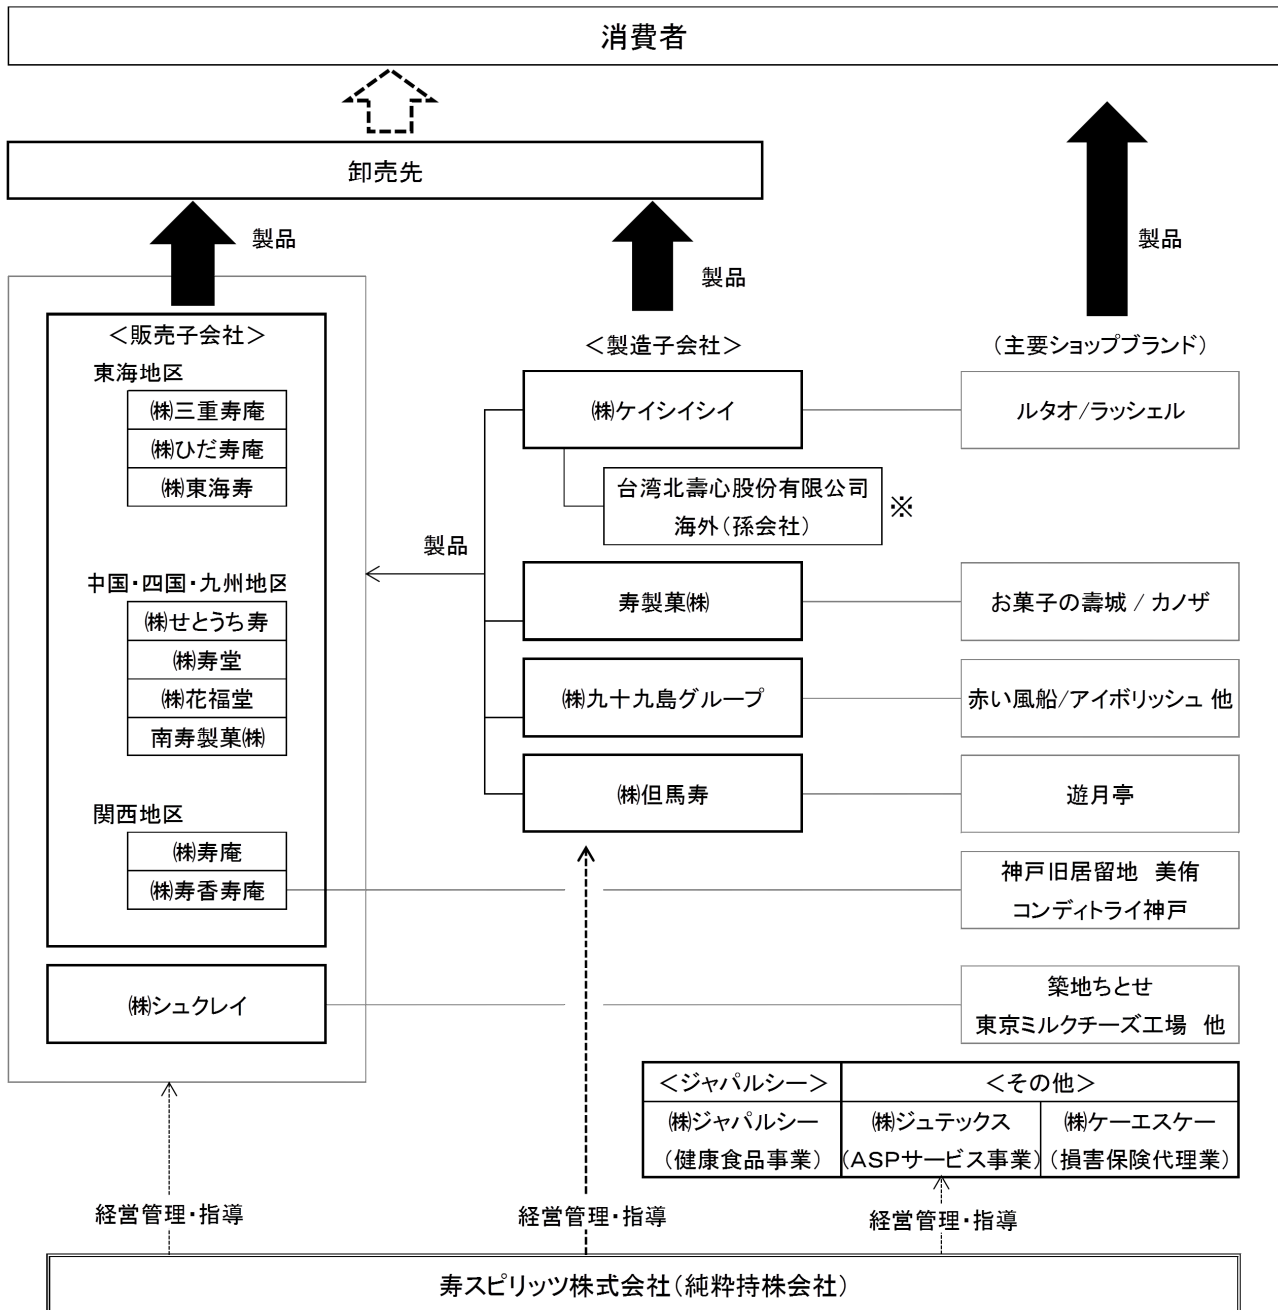 消費者
卸売先
製品
製品
製品
＜販売子会社＞
東海地区
㈱三重寿庵
㈱ひだ寿庵
㈱東海寿
中国・四国・九州地区
㈱せとうち寿
㈱寿堂
㈱花福堂
南寿製菓㈱
関西地区
㈱寿庵
㈱寿香寿庵
㈱シュクレイ
製品
＜製造子会社＞
㈱ケイシイシイ
台湾北壽心股份有限公司
海外（孫会社）
※
寿製菓㈱
㈱九十九島グループ
㈱但馬寿
（主要ショップブランド）
ルタオ/ラッシェル
お菓子の壽城 / カノザ
赤い風船/アイボリッシュ 他
遊月亭
神戸旧居留地　美侑
コンディトライ神戸
築地ちとせ
東京ミルクチーズ工場　他
＜ジャパルシー＞
＜その他＞
㈱ジャパルシー
（健康食品事業）
㈱ジュテックス
（ASPサービス事業）
㈱ケーエスケー
（損害保険代理業）
経営管理・指導
経営管理・指導
経営管理・指導
寿スピリッツ株式会社（純粋持株会社）